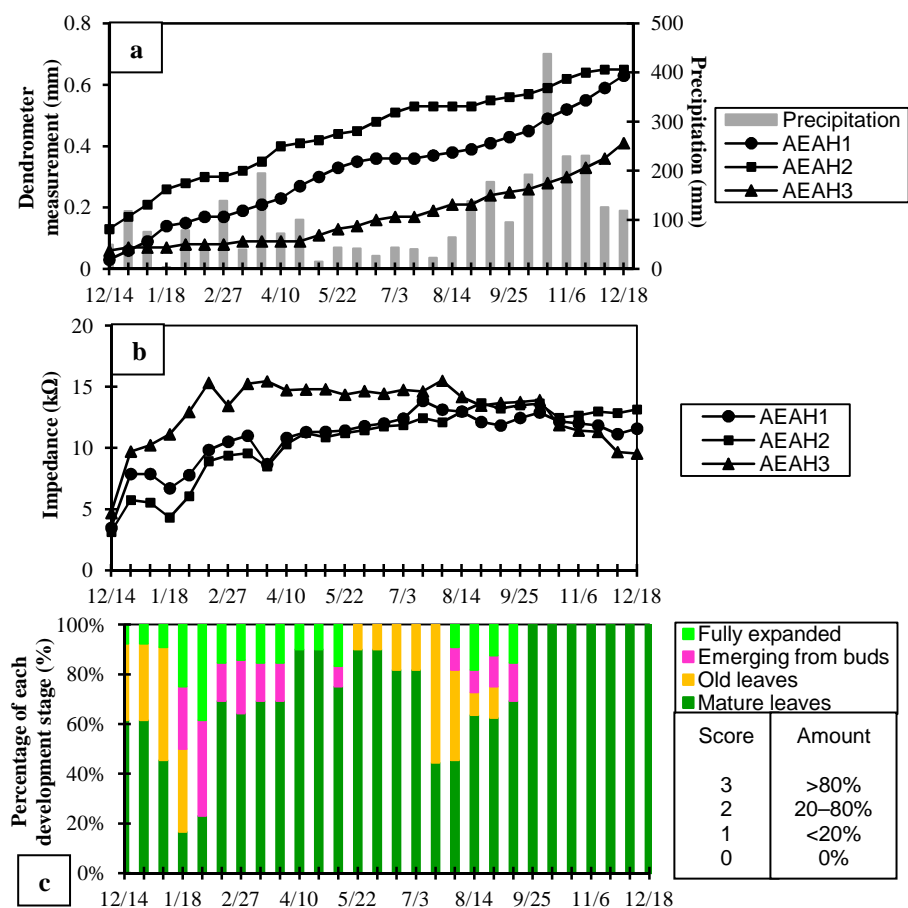 a
Dendrometer
measurement (mm)
0.8
0.6
0.4
0.2
0
500
400
300
200
100
0
Precipitation (mm)
12/14 1/18 2/27 4/10 5/22 7/3 8/14 9/25 11/6 12/18
Precipitation
AEAH1
AEAH2
AEAH3
b
Impedance (kΩ)
20
15
10
5
0
12/14 1/18 2/27 4/10 5/22 7/3 8/14 9/25 11/6 12/18
AEAH1
AEAH2
AEAH3
c
Percentage of each
development stage (%)
100%
80%
60%
40%
20%
0%
12/14 1/18 2/27 4/10 5/22 7/3 8/14 9/25 11/6 12/18
Fully expanded
Emerging from buds
Old leaves
Mature leaves
Score Amount
3 >80%
2 20–80%
1 <20%
0 0%